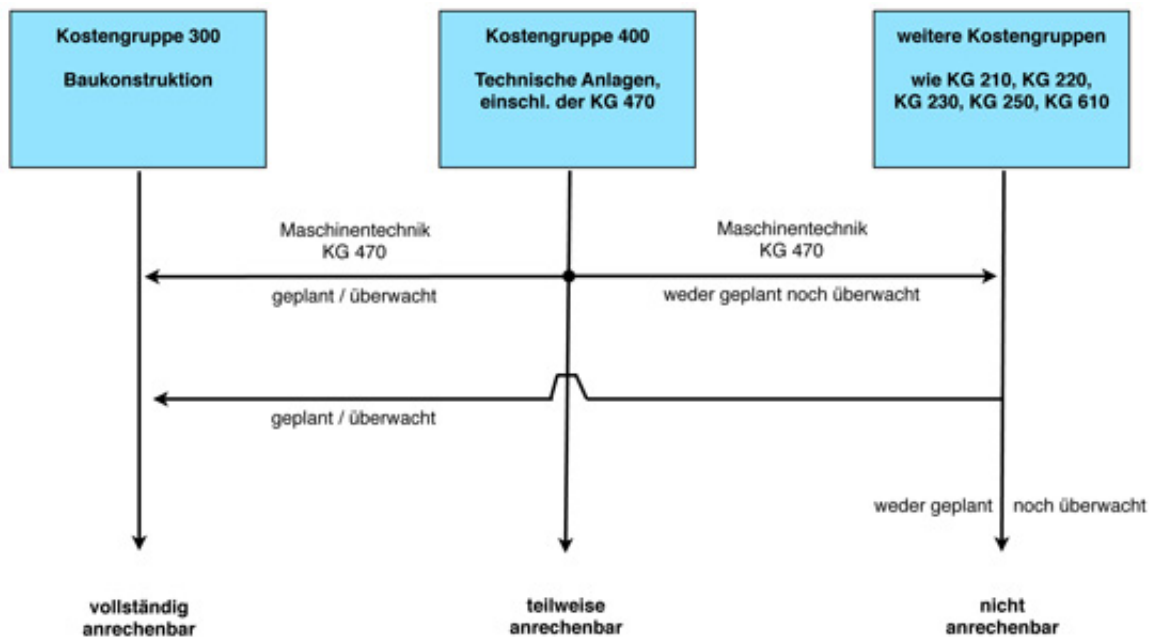 Kostengruppe 300
Baukonstruktion
Kostengruppe 400
Technische Anlagen,
einschl. der KG 470
weitere Kostengruppen
wie KG 210, KG 220,
KG 230, KG 250, KG 610
Maschinentechnik
KG 470
geplant / überwacht
Maschinentechnik
KG 470
weder geplant noch überwacht
geplant / überwacht
weder geplant noch überwacht
vollständig
anrechenbar
teilweise
anrechenbar
nicht
anrechenbar